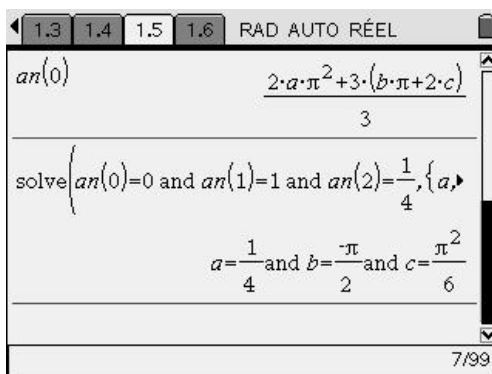 1.3 1.4 1.5 1.6 RAD AUTO RÉEL
an(0)
2·a·π²+3·(b·π+2·c)
3
solve(an(0)=0 and an(1)=1 and an(2)=1/4,{a,▸
a=1/4 and b=-π/2 and c=π²/6
7/99